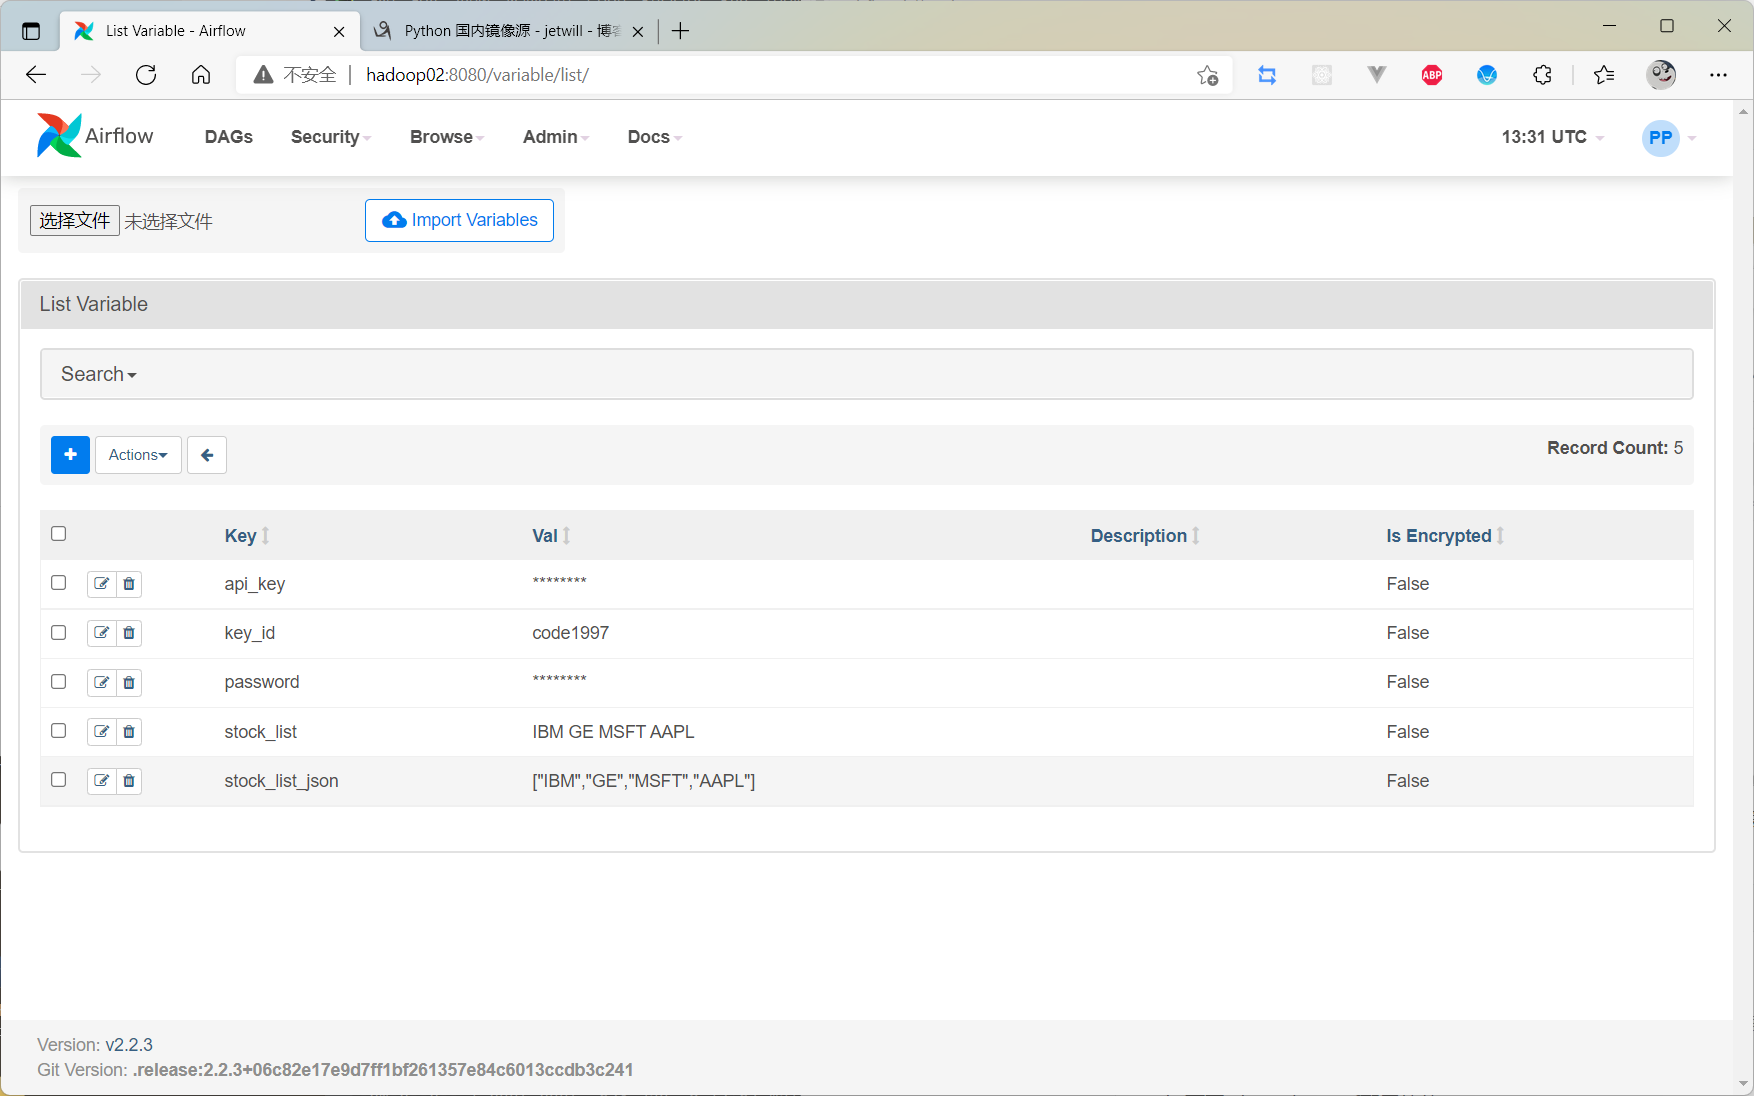 List Variable - Airflow
Python 国内镜像源 - jetwill - 博
不安全 hadoop02:8080/variable/list/
ABP
Airflow DAGs Security Browse Admin Docs 13:31 UTC PP
选择文件 未选择文件 Import Variables
List Variable
Search
Actions Record Count: 5
Key Val Description Is Encrypted
api_key ******** False
key_id code1997 False
password ******** False
stock_list IBM GE MSFT AAPL False
stock_list_json ["IBM","GE","MSFT","AAPL"] False
Version: v2.2.3
Git Version: .release:2.2.3+06c82e17e9d7ff1bf261357e84c6013ccdb3c241